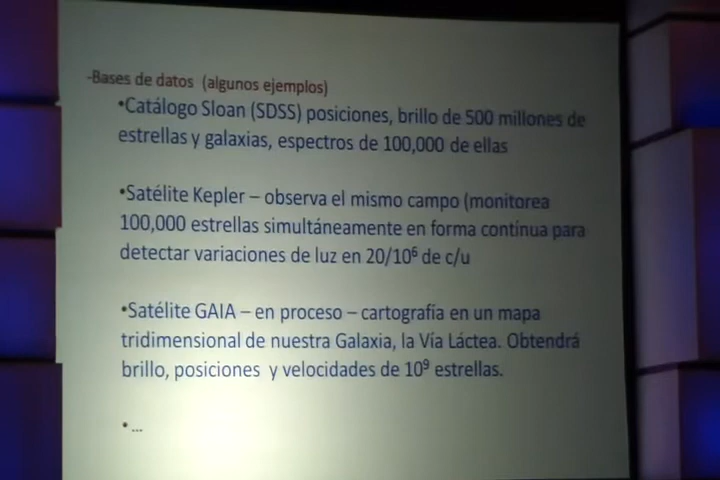 -Bases de datos (algunos ejemplos)
•Catálogo Sloan (SDSS) posiciones, brillo de 500 millones de
estrellas y galaxias, espectros de 100,000 de ellas
•Satélite Kepler – observa el mismo campo (monitorea
100,000 estrellas simultáneamente en forma continua para
detectar variaciones de luz en 20/10⁶ de c/u
•Satélite GAIA – en proceso – cartografía en un mapa
tridimensional de nuestra Galaxia, la Vía Láctea. Obtendrá
brillo, posiciones y velocidades de 10⁹ estrellas.
•...